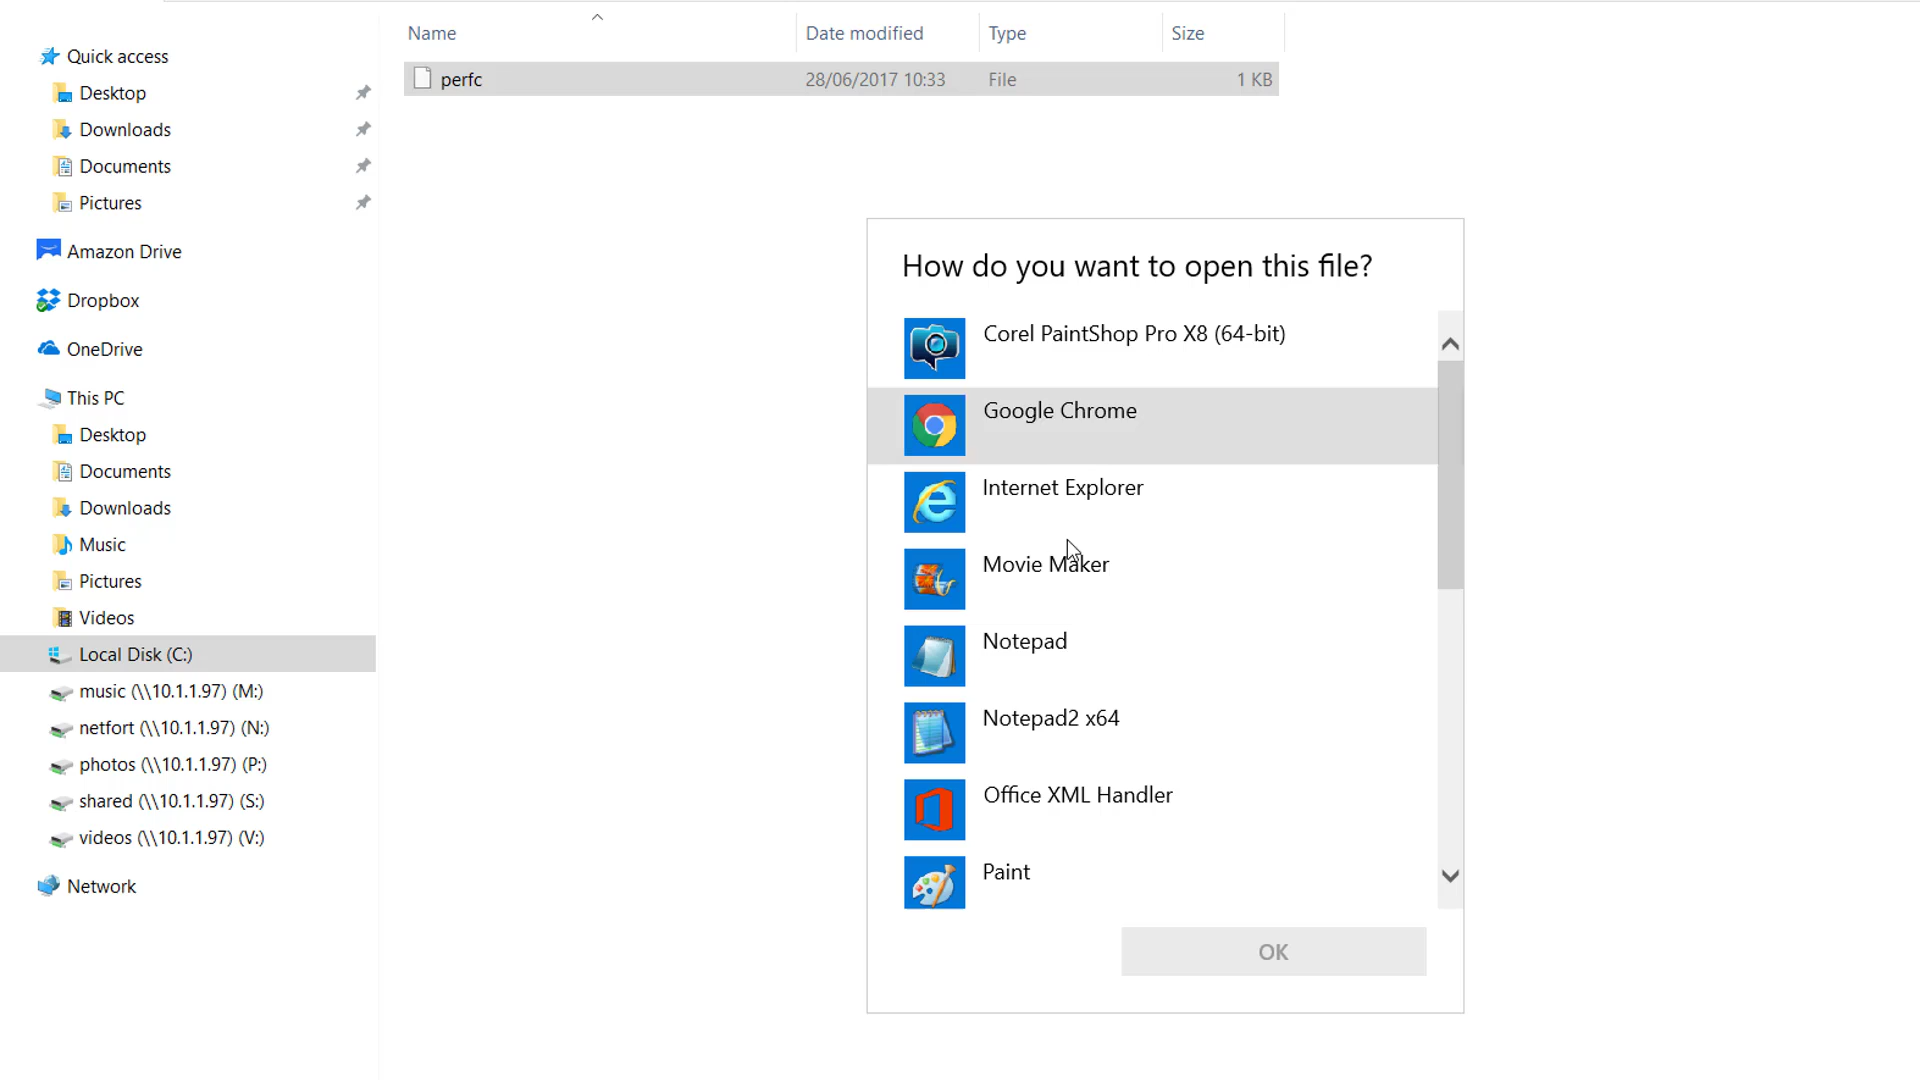 Name Date modified Type Size
perfc 28/06/2017 10:33 File 1 KB
Quick access
Desktop
Downloads
Documents
Pictures
Amazon Drive
Dropbox
OneDrive
This PC
Desktop
Documents
Downloads
Music
Pictures
Videos
Local Disk (C:)
music (\\10.1.1.97) (M:)
netfort (\\10.1.1.97) (N:)
photos (\\10.1.1.97) (P:)
shared (\\10.1.1.97) (S:)
videos (\\10.1.1.97) (V:)
Network
How do you want to open this file?
Corel PaintShop Pro X8 (64-bit)
Google Chrome
Internet Explorer
Movie Maker
Notepad
Notepad2 x64
Office XML Handler
Paint
OK